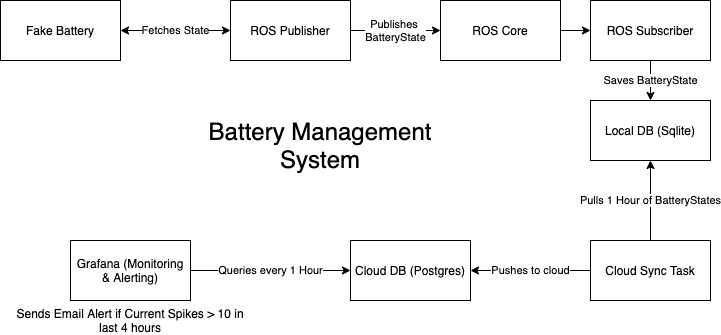 Fake Battery
Fetches State
ROS Publisher
Publishes
BatteryState
ROS Core
ROS Subscriber
Saves BatteryState
Battery Management
System
Local DB (Sqlite)
Pulls 1 Hour of BatteryStates
Grafana (Monitoring
& Alerting)
Queries every 1 Hour
Cloud DB (Postgres)
Pushes to cloud
Cloud Sync Task
Sends Email Alert if Current Spikes > 10 in
last 4 hours